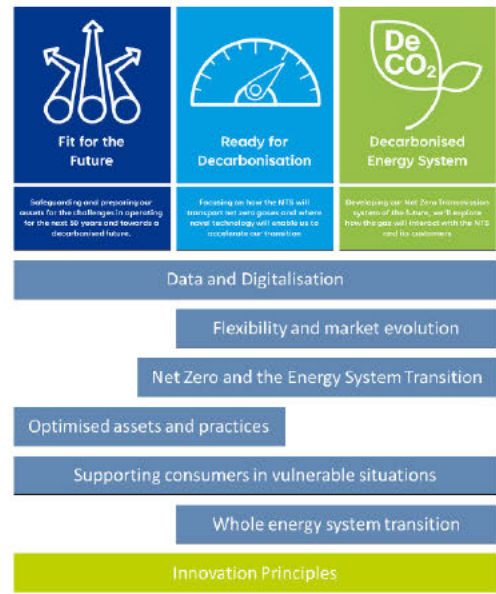 De
CO₂
Fit for the
Future
Ready for
Decarbonisation
Decarbonised
Energy System
Safeguarding and preparing our
assets for the challenges in operating
for the next 50 years and towards a
decarbonised future.
Focusing on how the NTS will
transport net zero gases and where
novel technology will enable us to
accelerate our transition
Developing our Net Zero Transmission
system of the future, we'll explore
how the gas will interact with the NTS
and its customers
Data and Digitalisation
Flexibility and market evolution
Net Zero and the Energy System Transition
Optimised assets and practices
Supporting consumers in vulnerable situations
Whole energy system transition
Innovation Principles